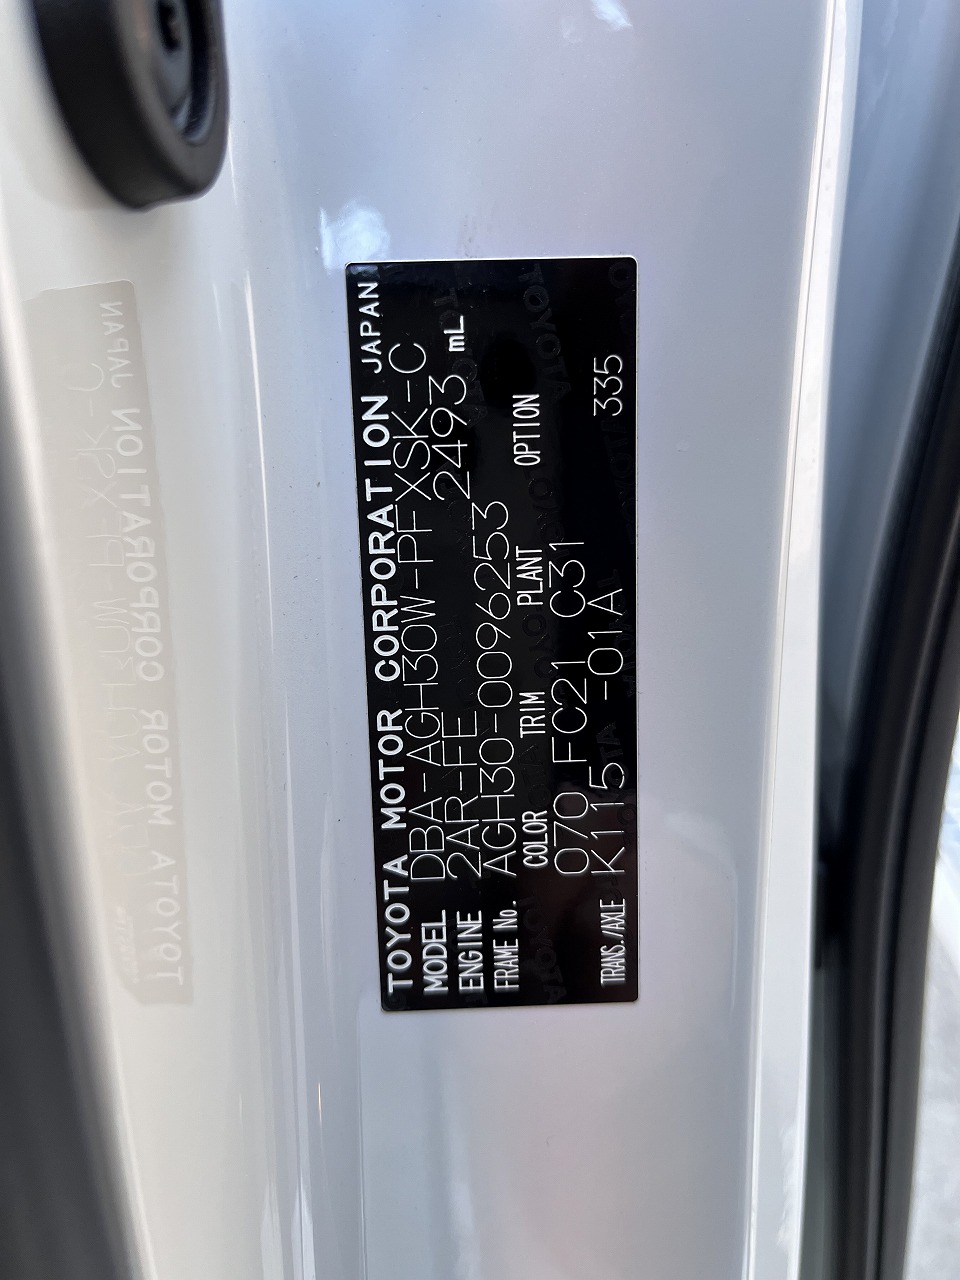 TOYOTA MOTOR CORPORATION JAPAN
MODEL DBA-AGH30W-PFXSK-C
ENGINE 2AR-FE 2493 mL
FRAME No. AGH30-0096253
COLOR TRIM PLANT OPTION
070 FC21 C31
TRANS./AXLE K115 -01A 335